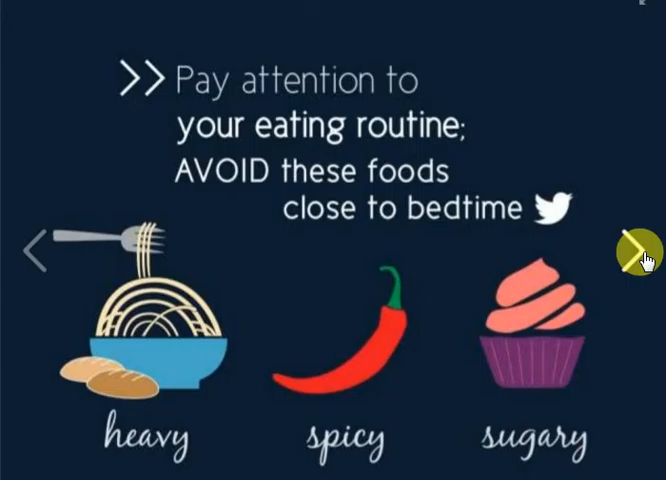 Pay attention to
your eating routine;
AVOID these foods
close to bedtime
heavy
spicy
sugary